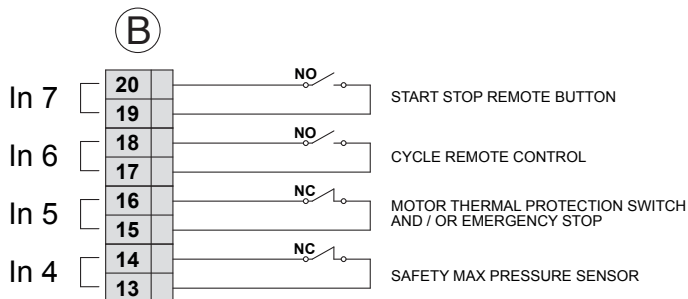 B
In 7
20
NO
START STOP REMOTE BUTTON
19
In 6
18
NO
CYCLE REMOTE CONTROL
17
In 5
16
NC
MOTOR THERMAL PROTECTION SWITCH
AND / OR EMERGENCY STOP
15
In 4
14
NC
SAFETY MAX PRESSURE SENSOR
13